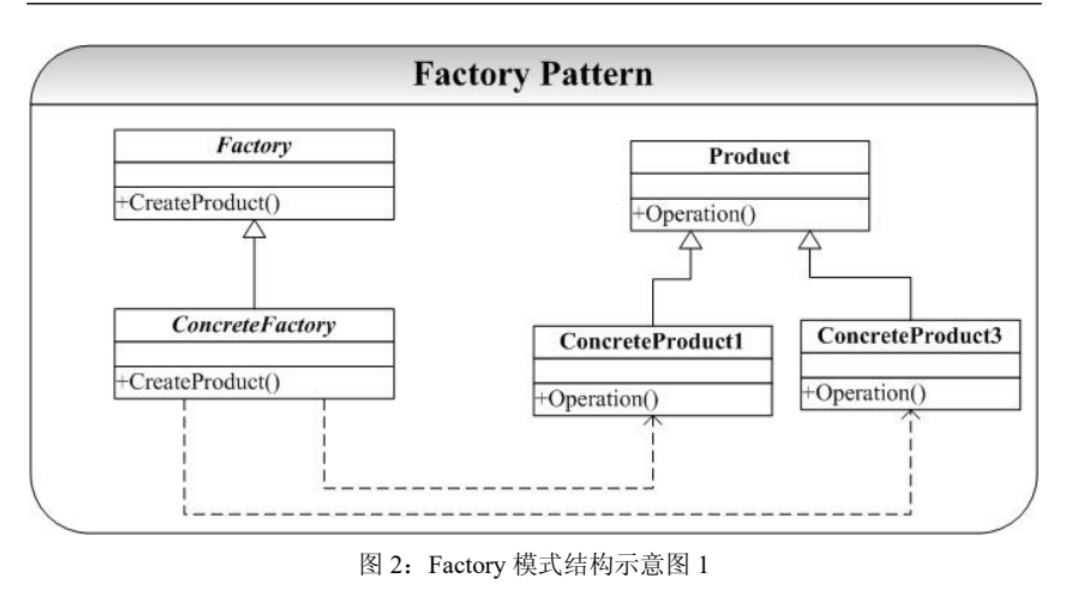 Factory Pattern
Factory
+CreateProduct()
Product
+Operation()
ConcreteFactory
+CreateProduct()
ConcreteProduct1
+Operation()
ConcreteProduct3
+Operation()
图 2：Factory 模式结构示意图 1